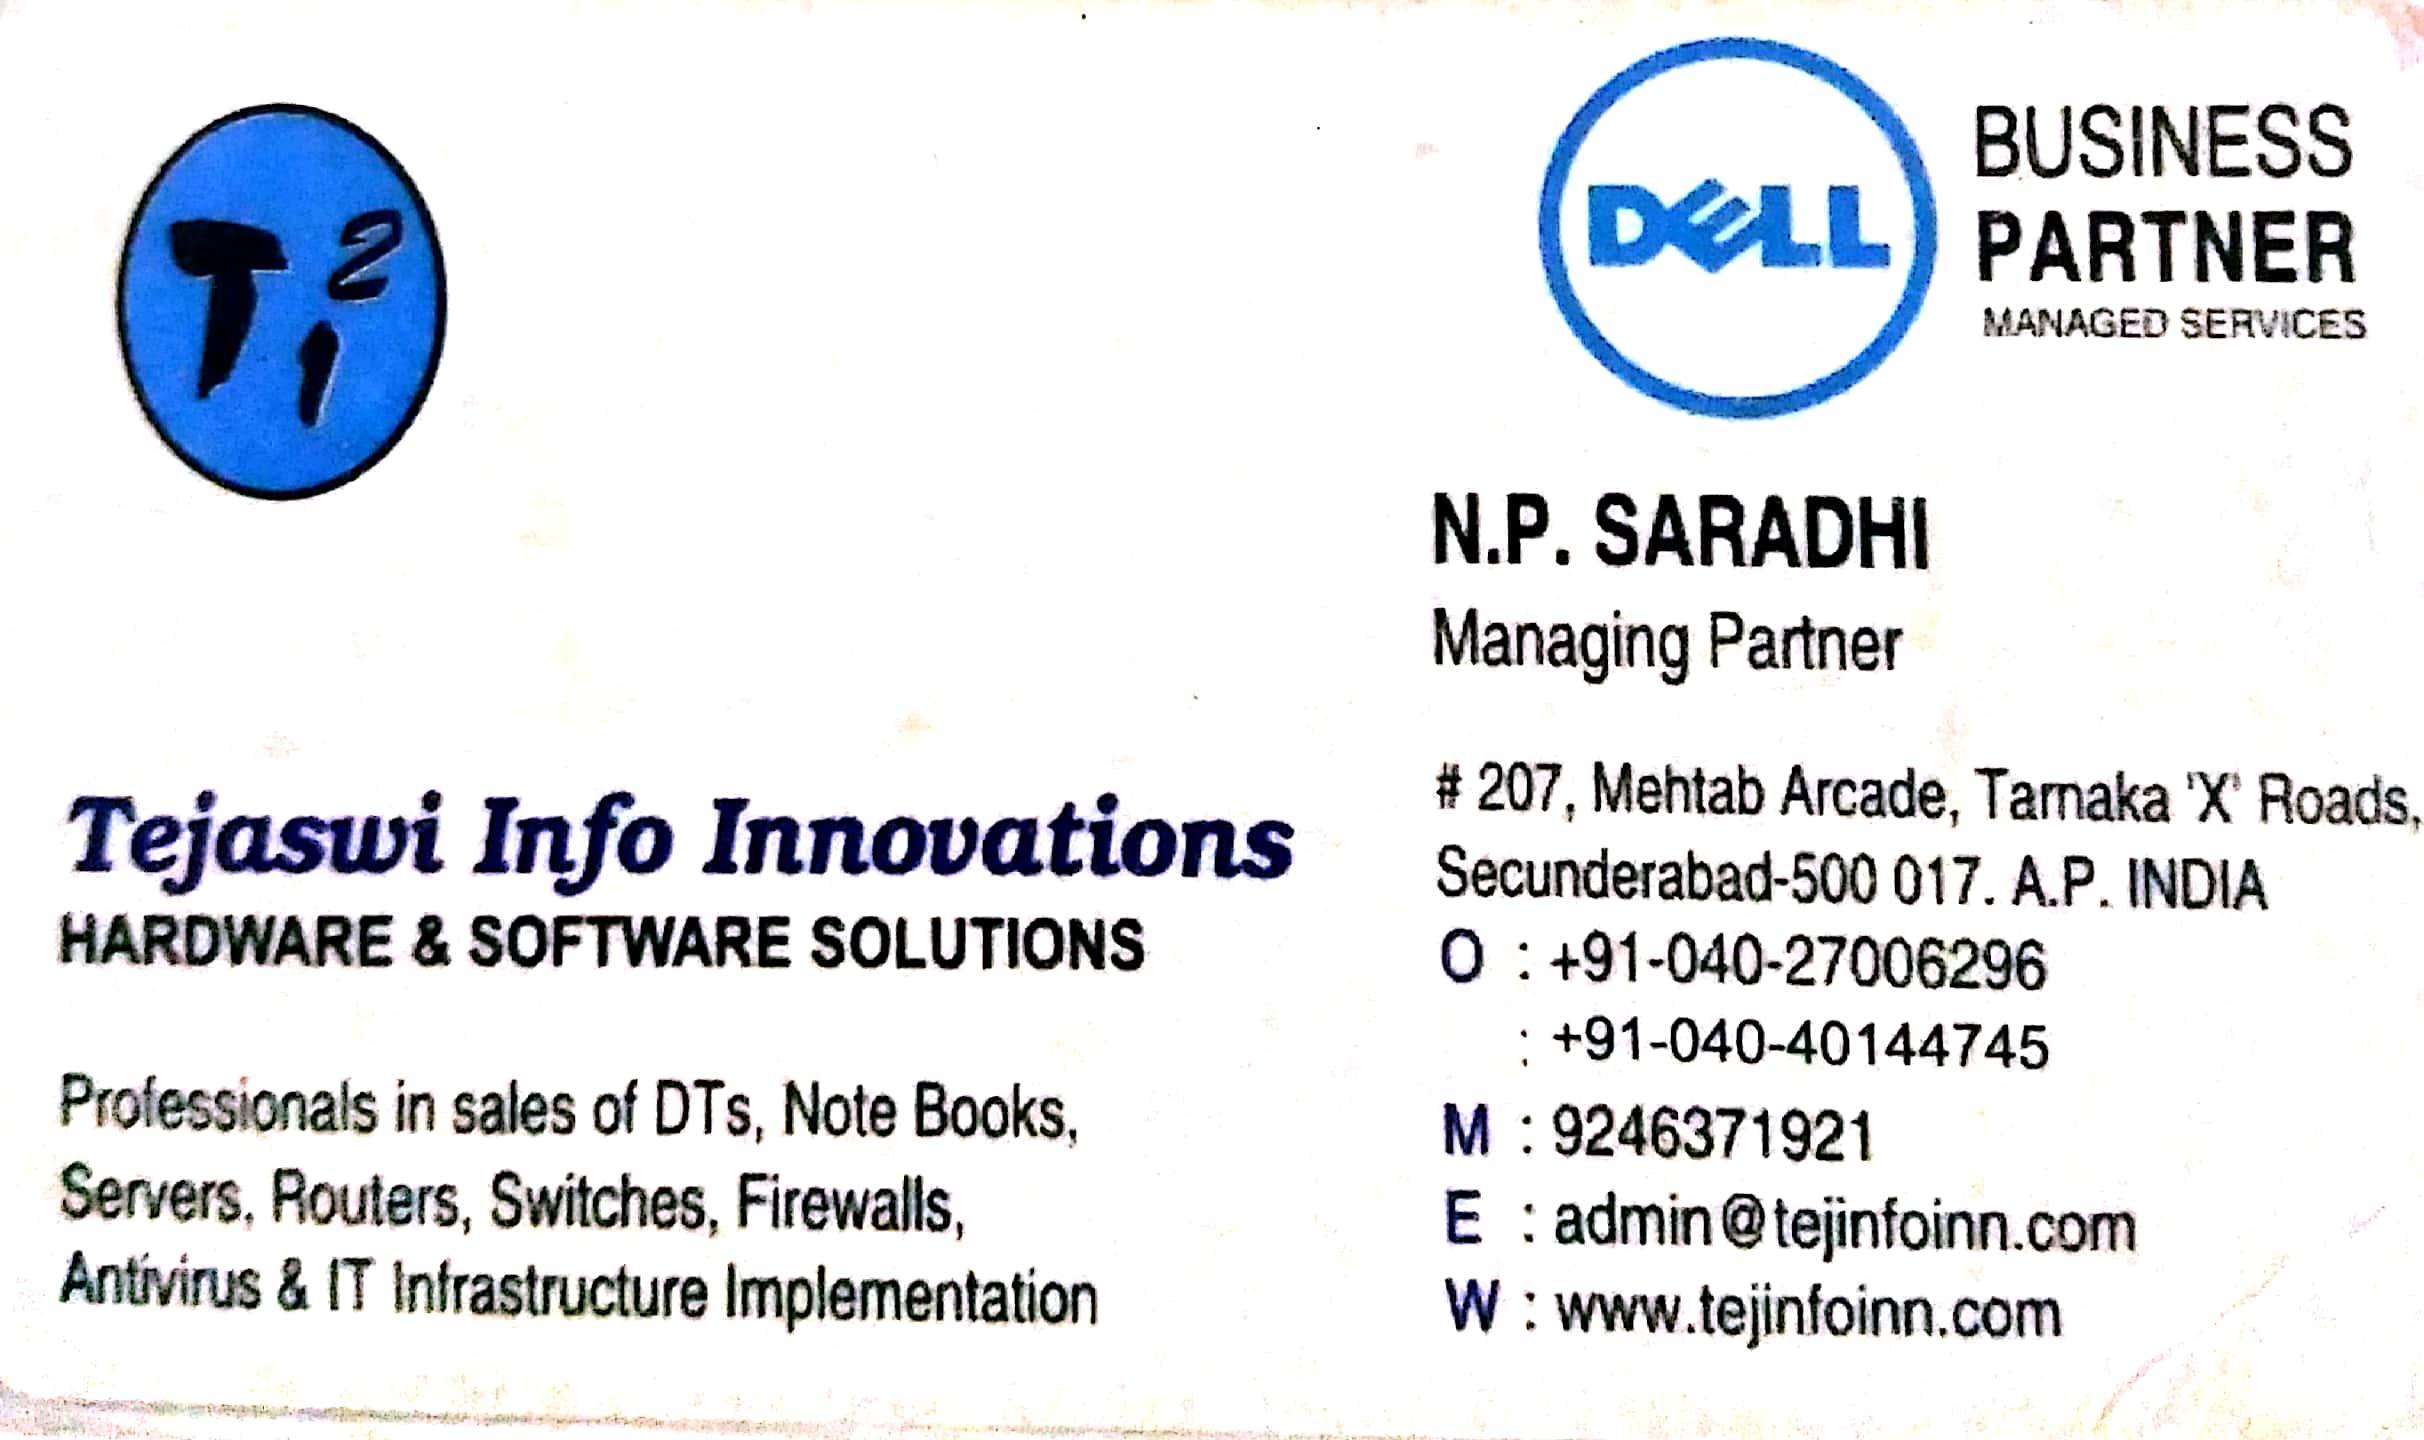 T₁²
DELL
BUSINESS
PARTNER
MANAGED SERVICES
N.P. SARADHI
Managing Partner
Tejaswi Info Innovations
HARDWARE & SOFTWARE SOLUTIONS
Professionals in sales of DTs, Note Books,
Servers, Routers, Switches, Firewalls,
Antivirus & IT Infrastructure Implementation
# 207, Mehtab Arcade, Tarnaka 'X' Roads,
Secunderabad-500 017. A.P. INDIA
O : +91-040-27006296
: +91-040-40144745
M : 9246371921
E : admin@tejinfoinn.com
W : www.tejinfoinn.com